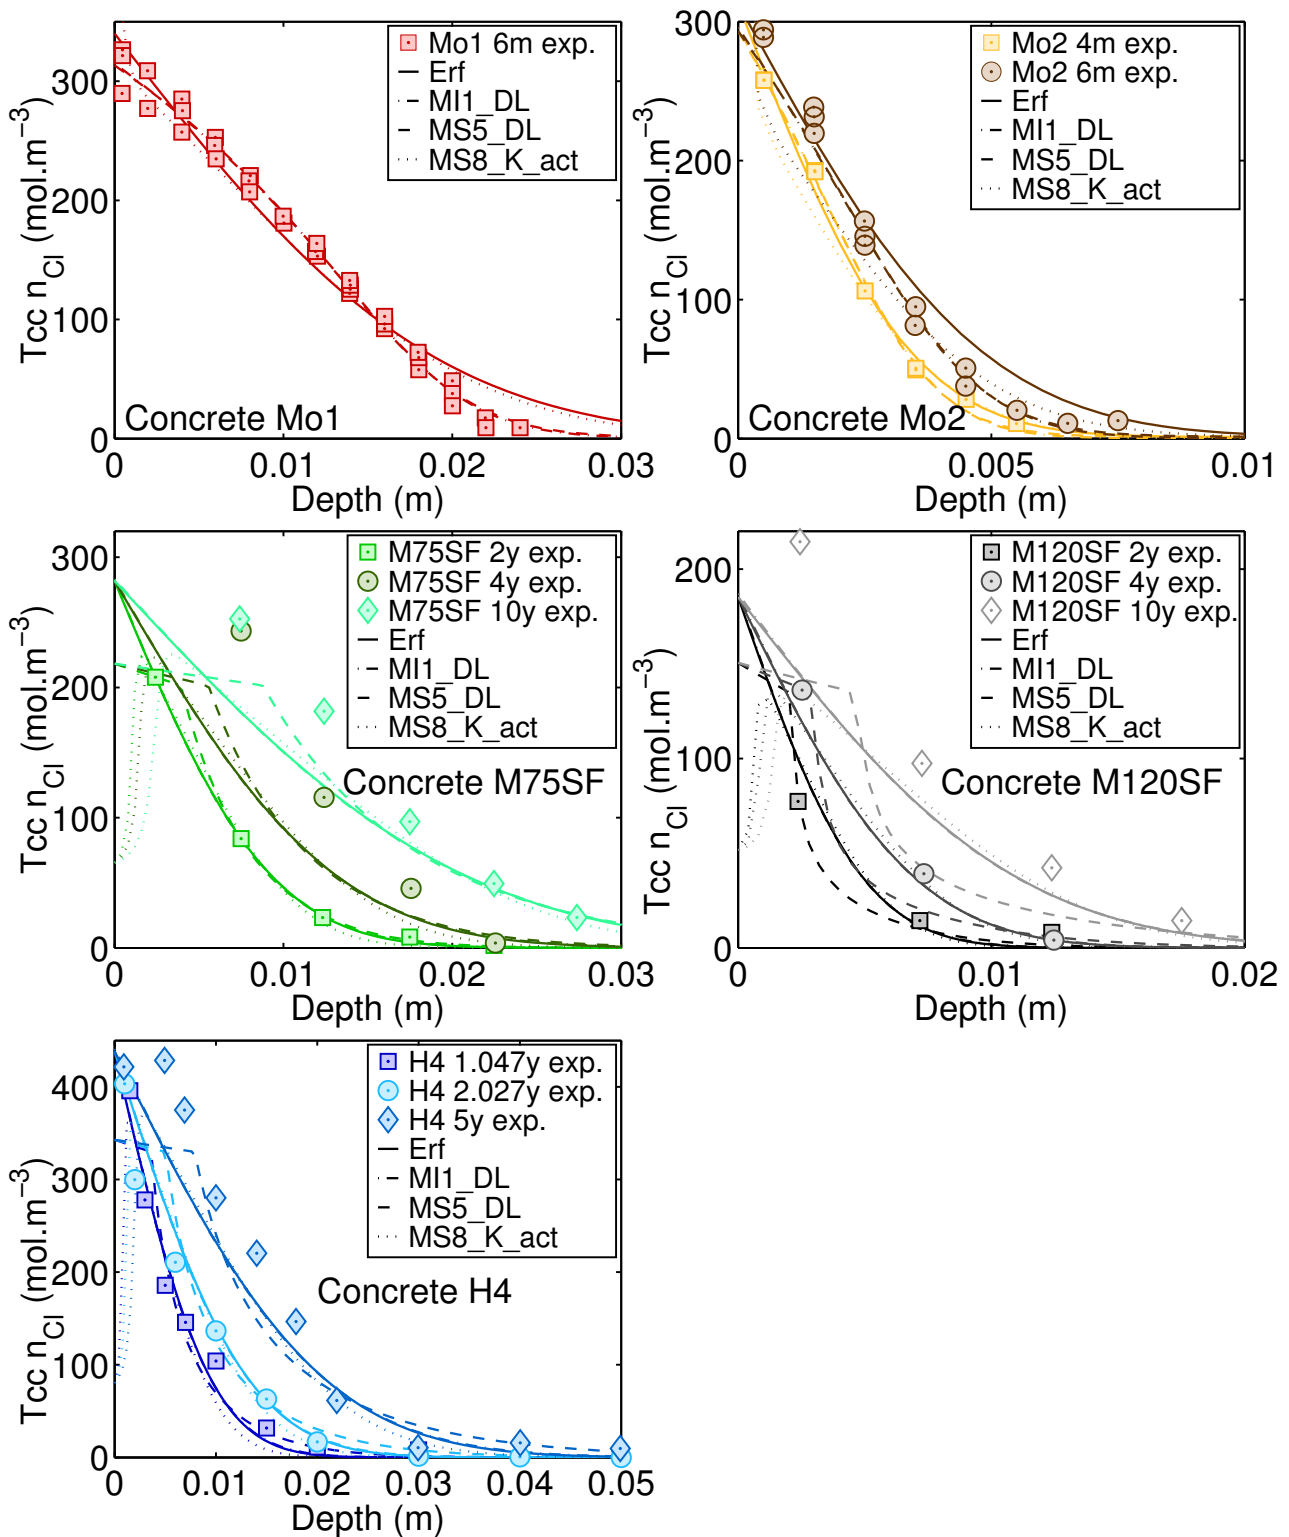 Mo1 6m exp.
Erf
MI1_DL
MS5_DL
MS8_K_act
Concrete Mo1
Tcc n_Cl (mol.m⁻³)
300
200
100
0
0 0.01 0.02 0.03
Depth (m)
Mo2 4m exp.
Mo2 6m exp.
Erf
MI1_DL
MS5_DL
MS8_K_act
Concrete Mo2
Tcc n_Cl (mol.m⁻³)
300
200
100
0
0 0.005 0.01
Depth (m)
M75SF 2y exp.
M75SF 4y exp.
M75SF 10y exp.
Erf
MI1_DL
MS5_DL
MS8_K_act
Concrete M75SF
Tcc n_Cl (mol.m⁻³)
300
200
100
0
0 0.01 0.02 0.03
Depth (m)
M120SF 2y exp.
M120SF 4y exp.
M120SF 10y exp.
Erf
MI1_DL
MS5_DL
MS8_K_act
Concrete M120SF
Tcc n_Cl (mol.m⁻³)
200
100
0
0 0.01 0.02
Depth (m)
H4 1.047y exp.
H4 2.027y exp.
H4 5y exp.
Erf
MI1_DL
MS5_DL
MS8_K_act
Concrete H4
Tcc n_Cl (mol.m⁻³)
400
300
200
100
0
0 0.01 0.02 0.03 0.04 0.05
Depth (m)